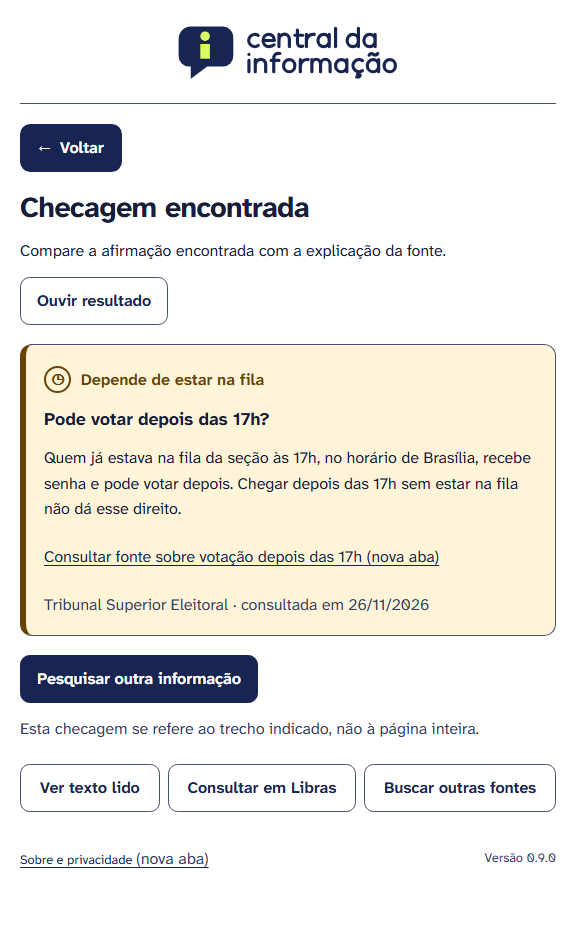 central da
informação
← Voltar
Checagem encontrada
Compare a afirmação encontrada com a explicação da fonte.
Ouvir resultado
Depende de estar na fila
Pode votar depois das 17h?
Quem já estava na fila da seção às 17h, no horário de Brasília, recebe
senha e pode votar depois. Chegar depois das 17h sem estar na fila
não dá esse direito.
Consultar fonte sobre votação depois das 17h (nova aba)
Tribunal Superior Eleitoral · consultada em 26/11/2026
Pesquisar outra informação
Esta checagem se refere ao trecho indicado, não à página inteira.
Ver texto lido
Consultar em Libras
Buscar outras fontes
Sobre e privacidade (nova aba)
Versão 0.9.0